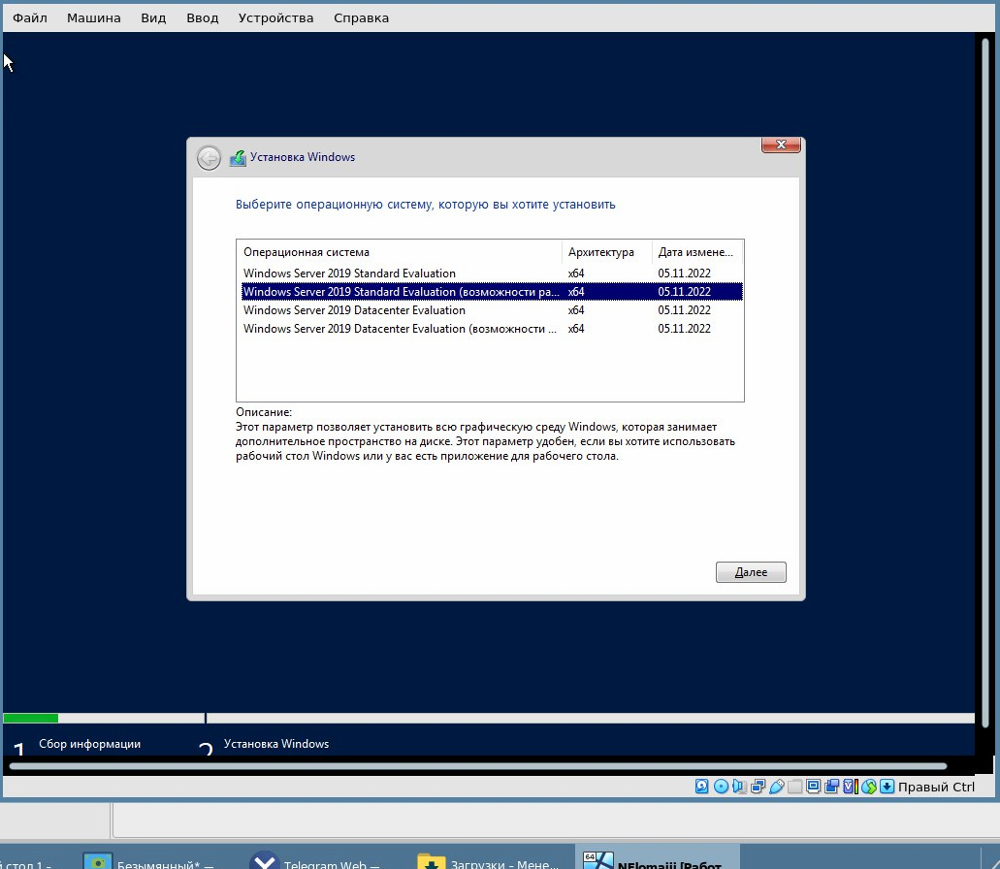 Файл Машина Вид Ввод Устройства Справка
Установка Windows
Выберите операционную систему, которую вы хотите установить
Операционная система Архитектура Дата измене...
Windows Server 2019 Standard Evaluation x64 05.11.2022
Windows Server 2019 Standard Evaluation (возможности ра... x64 05.11.2022
Windows Server 2019 Datacenter Evaluation x64 05.11.2022
Windows Server 2019 Datacenter Evaluation (возможности ... x64 05.11.2022
Описание:
Этот параметр позволяет установить всю графическую среду Windows, которая занимает
дополнительное пространство на диске. Этот параметр удобен, если вы хотите использовать
рабочий стол Windows или у вас есть приложение для рабочего стола.
Далее
1 Сбор информации 2 Установка Windows
Правый Ctrl
стол 1 - Безымянный* — Telegram Web — Загрузки - Мене... 64 [Работ